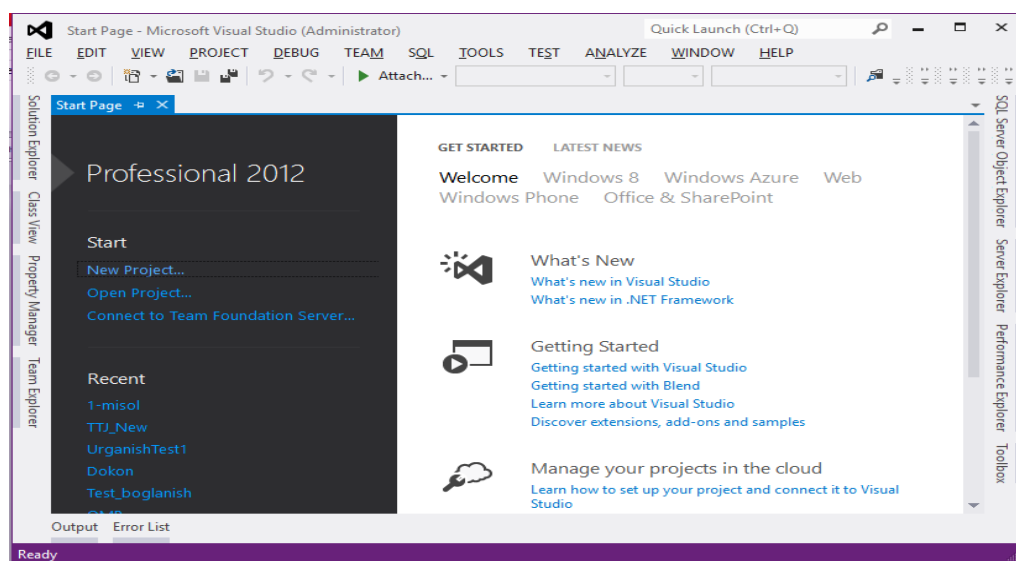 Start Page - Microsoft Visual Studio (Administrator)
Quick Launch (Ctrl+Q)
FILE EDIT VIEW PROJECT DEBUG TEAM SQL TOOLS TEST ANALYZE WINDOW HELP
Attach...
Solution Explorer
Class View
Property Manager
Team Explorer
Start Page
Professional 2012
Start
New Project...
Open Project...
Connect to Team Foundation Server...
Recent
1-misol
TTJ_New
UrganishTest1
Dokon
Test_boglanish
GET STARTED LATEST NEWS
Welcome Windows 8 Windows Azure Web
Windows Phone Office & SharePoint
What's New
What's new in Visual Studio
What's new in .NET Framework
Getting Started
Getting started with Visual Studio
Getting started with Blend
Learn more about Visual Studio
Discover extensions, add-ons and samples
Manage your projects in the cloud
Learn how to set up your project and connect it to Visual
Studio
SQL Server Object Explorer
Server Explorer
Performance Explorer
Toolbox
Output Error List
Ready